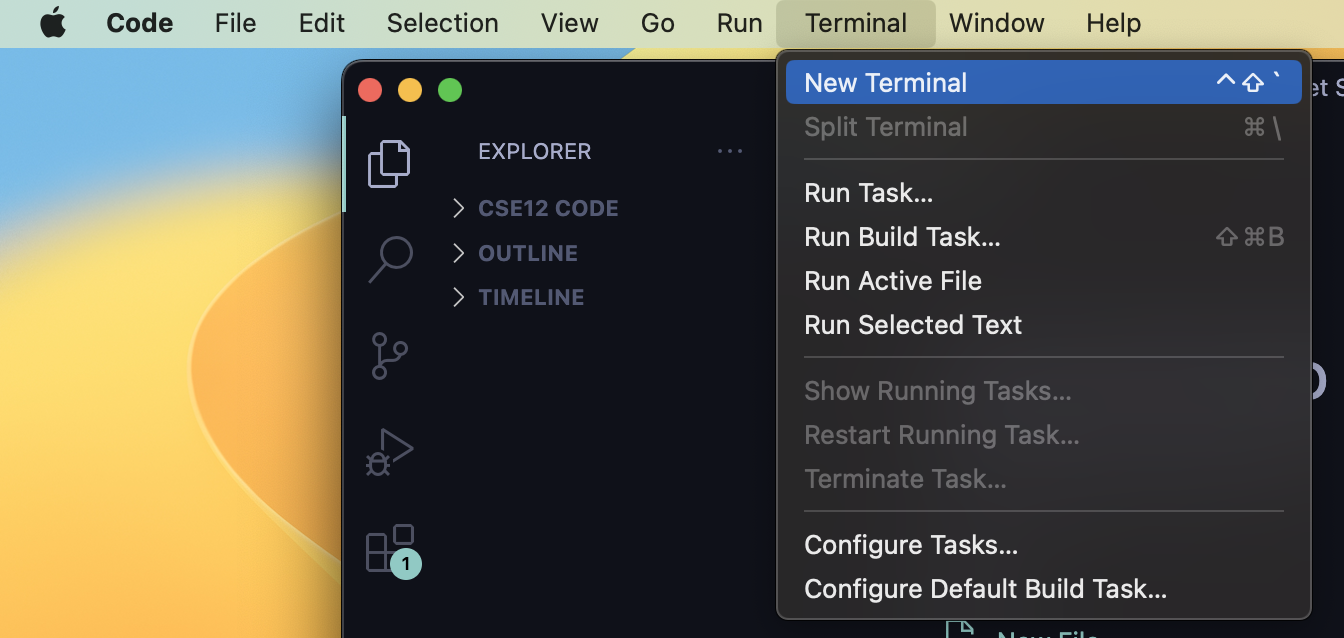 Code File Edit Selection View Go Run Terminal Window Help
New Terminal ^⇧`
Split Terminal ⌘\
Run Task...
Run Build Task... ⇧⌘B
Run Active File
Run Selected Text
Show Running Tasks...
Restart Running Task...
Terminate Task...
Configure Tasks...
Configure Default Build Task...
EXPLORER ...
CSE12 CODE
OUTLINE
TIMELINE
1
New File